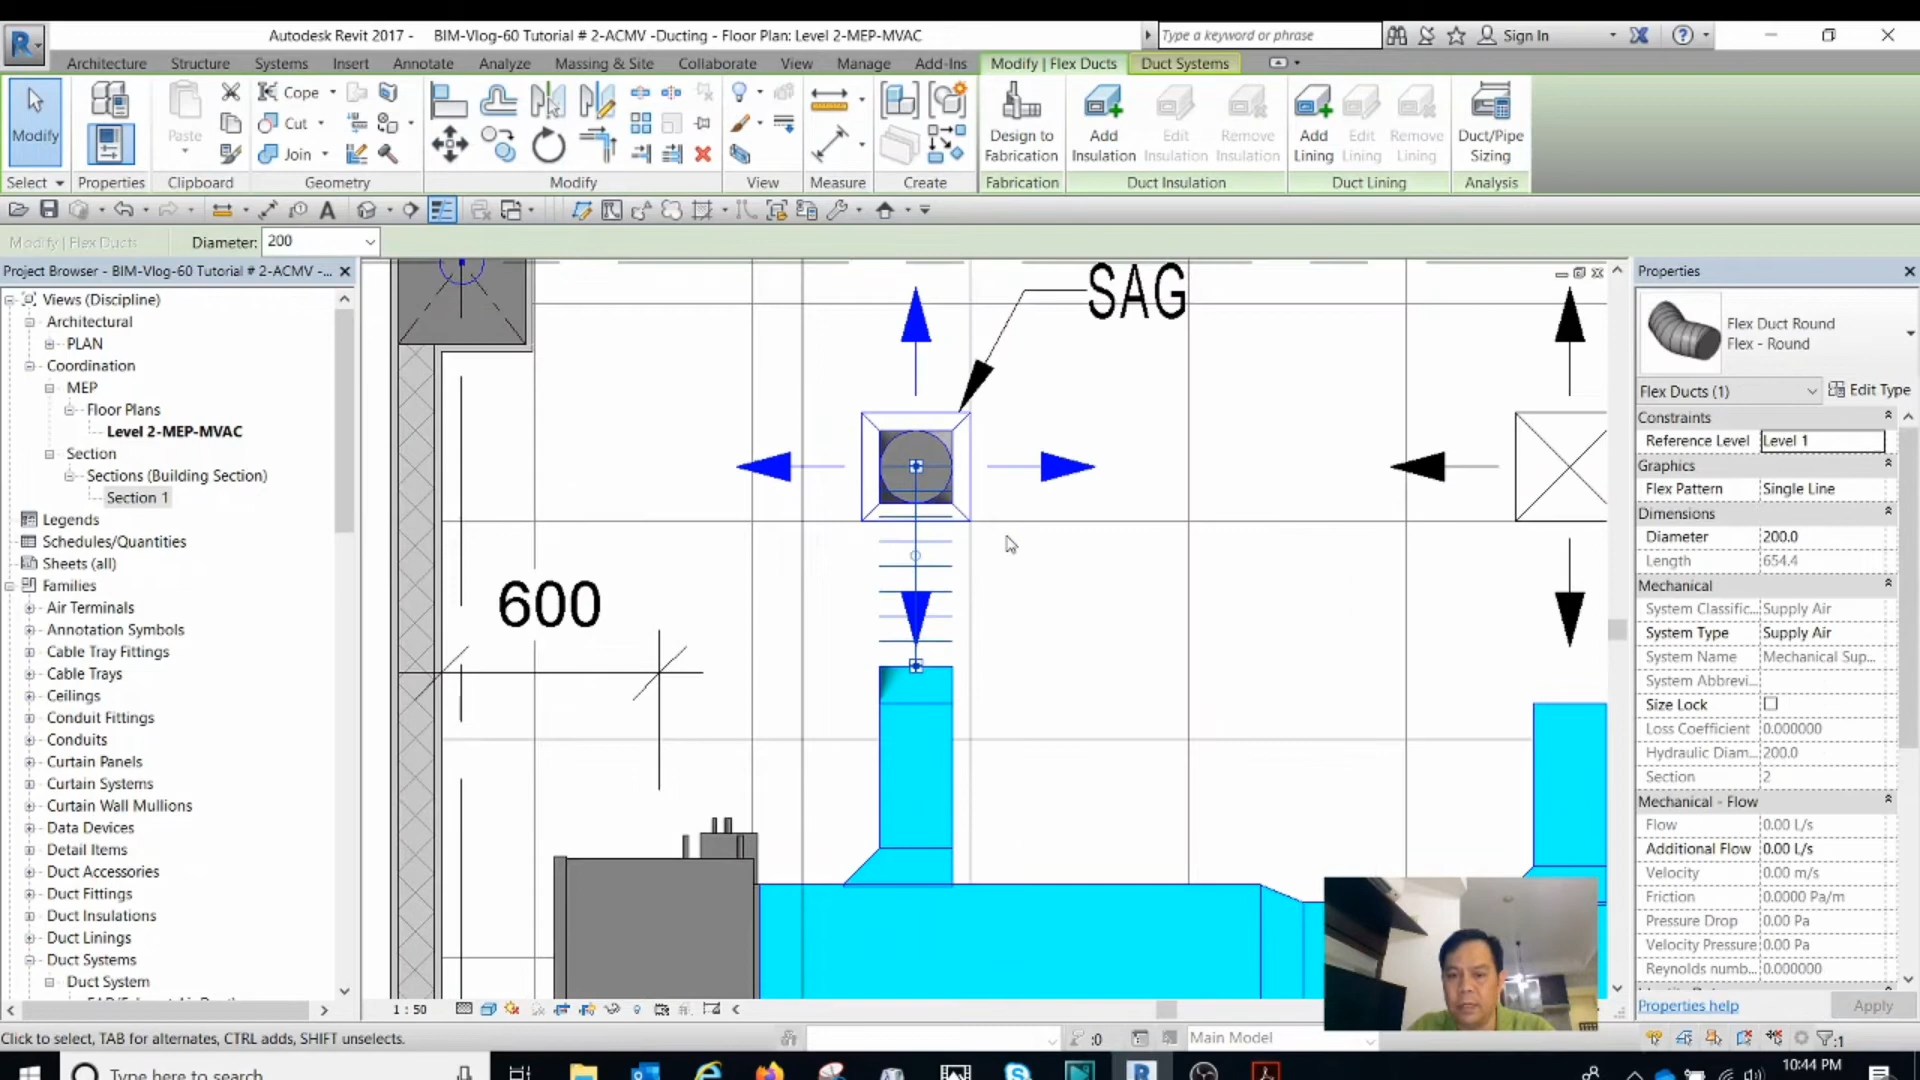 Autodesk Revit 2017 -
BIM-Vlog-60 Tutorial # 2-ACMV -Ducting - Floor Plan: Level 2-MEP-MVAC
Type a keyword or phrase
Sign In
Architecture
Structure
Systems
Insert
Annotate
Analyze
Massing & Site
Collaborate
View
Manage
Add-Ins
Modify | Flex Ducts
Duct Systems
Modify
Paste
Cope
Cut
Join
Design to
Fabrication
Add
Insulation
Edit
Insulation
Remove
Insulation
Add
Lining
Edit
Lining
Remove
Lining
Duct/Pipe
Sizing
Select
Properties
Clipboard
Geometry
Modify
View
Measure
Create
Fabrication
Duct Insulation
Duct Lining
Analysis
Modify | Flex Ducts
Diameter: 200
Project Browser - BIM-Vlog-60 Tutorial # 2-ACMV -...
Views (Discipline)
Architectural
PLAN
Coordination
MEP
Floor Plans
Level 2-MEP-MVAC
Section
Sections (Building Section)
Section 1
Legends
Schedules/Quantities
Sheets (all)
Families
Air Terminals
Annotation Symbols
Cable Tray Fittings
Cable Trays
Ceilings
Conduit Fittings
Conduits
Curtain Panels
Curtain Systems
Curtain Wall Mullions
Data Devices
Detail Items
Duct Accessories
Duct Fittings
Duct Insulations
Duct Linings
Duct Systems
Duct System
SAG
600
Properties
Flex Duct Round
Flex - Round
Flex Ducts (1)
Edit Type
Constraints
Reference Level Level 1
Graphics
Flex Pattern Single Line
Dimensions
Diameter 200.0
Length 654.4
Mechanical
System Classific... Supply Air
System Type Supply Air
System Name Mechanical Sup...
System Abbrevi...
Size Lock
Loss Coefficient 0.000000
Hydraulic Diam... 200.0
Section 2
Mechanical - Flow
Flow 0.00 L/s
Additional Flow 0.00 L/s
Velocity 0.00 m/s
Friction 0.0000 Pa/m
Pressure Drop 0.00 Pa
Velocity Pressure 0.00 Pa
Reynolds numb... 0.000000
Properties help
Apply
1 : 50
Click to select, TAB for alternates, CTRL adds, SHIFT unselects.
:0
Main Model
:1
Type here to search
10:44 PM